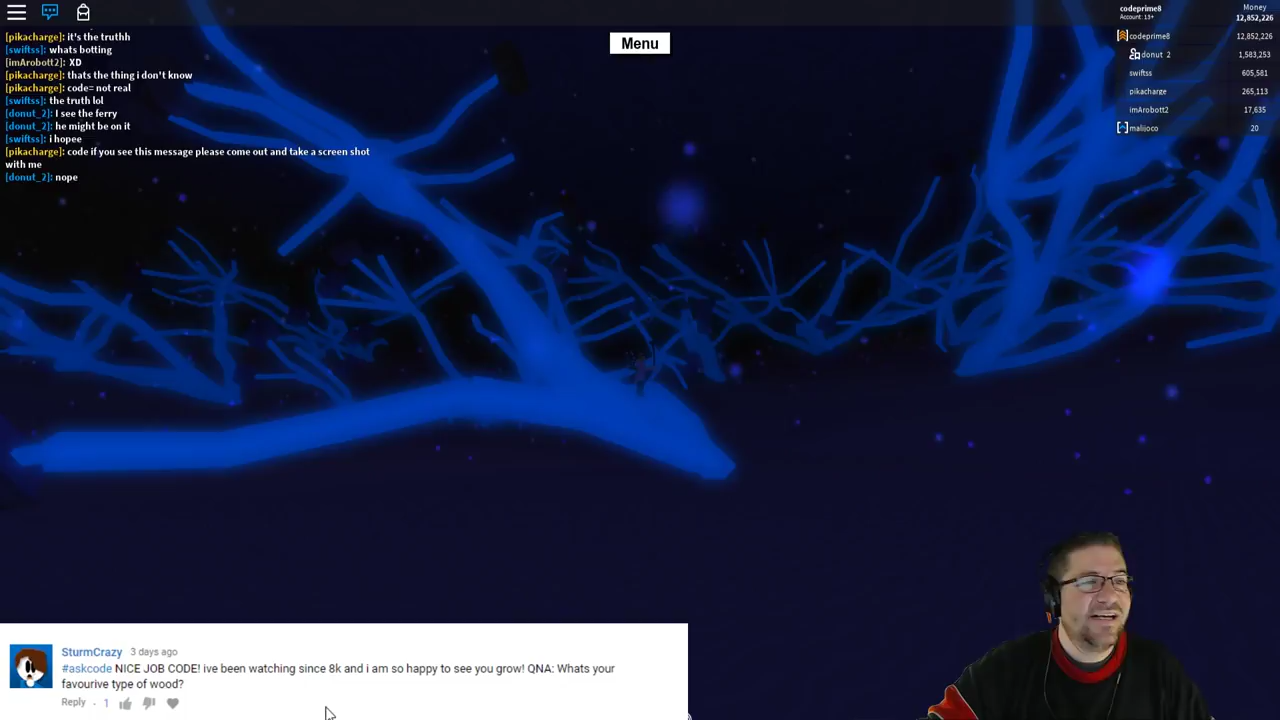 Menu
codeprime8
Account: 13+
Money
12,852,226
codeprime8 12,852,226
donut_2 1,583,253
swiftss 605,581
pikacharge 265,113
imArobott2 17,635
malijoco 20
[pikacharge]: it's the truthh
[swiftss]: whats botting
[imArobott2]: XD
[pikacharge]: thats the thing i don't know
[pikacharge]: code= not real
[swiftss]: the truth lol
[donut_2]: I see the ferry
[donut_2]: he might be on it
[swiftss]: i hopee
[pikacharge]: code if you see this message please come out and take a screen shot
with me
[donut_2]: nope
SturmCrazy 3 days ago
#askcode NICE JOB CODE! ive been watching since 8k and i am so happy to see you grow! QNA: Whats your
favourive type of wood?
Reply · 1